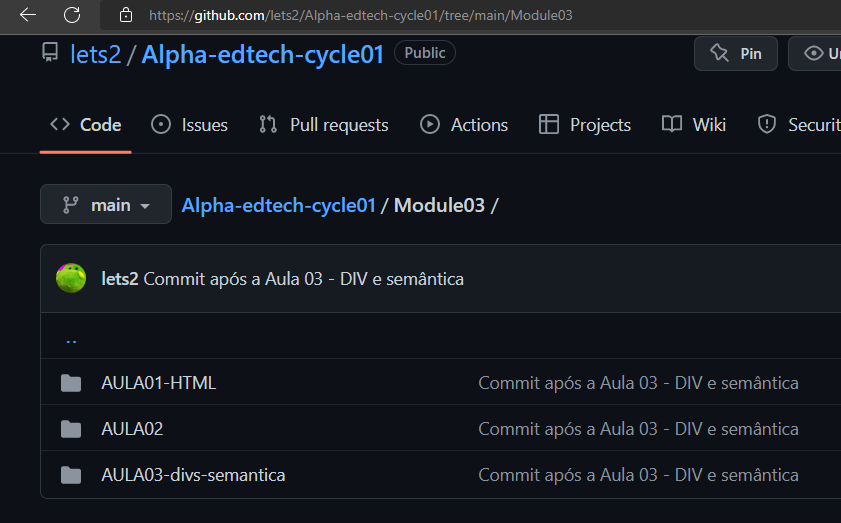 https://github.com/lets2/Alpha-edtech-cycle01/tree/main/Module03
lets2 / Alpha-edtech-cycle01 Public Pin
Code Issues Pull requests Actions Projects Wiki Securit
main Alpha-edtech-cycle01 / Module03 /
lets2 Commit após a Aula 03 - DIV e semântica
..
AULA01-HTML Commit após a Aula 03 - DIV e semântica
AULA02 Commit após a Aula 03 - DIV e semântica
AULA03-divs-semantica Commit após a Aula 03 - DIV e semântica